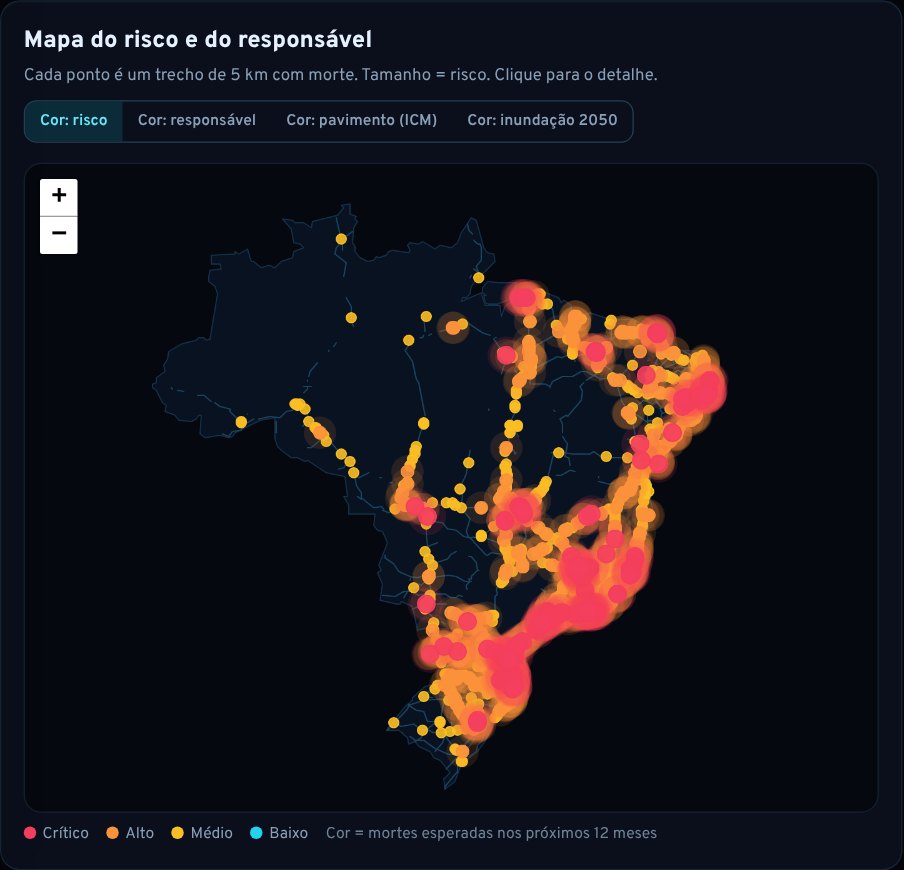 Mapa do risco e do responsável
Cada ponto é um trecho de 5 km com morte. Tamanho = risco. Clique para o detalhe.
Cor: risco
Cor: responsável
Cor: pavimento (ICM)
Cor: inundação 2050
+
−
Crítico
Alto
Médio
Baixo
Cor = mortes esperadas nos próximos 12 meses